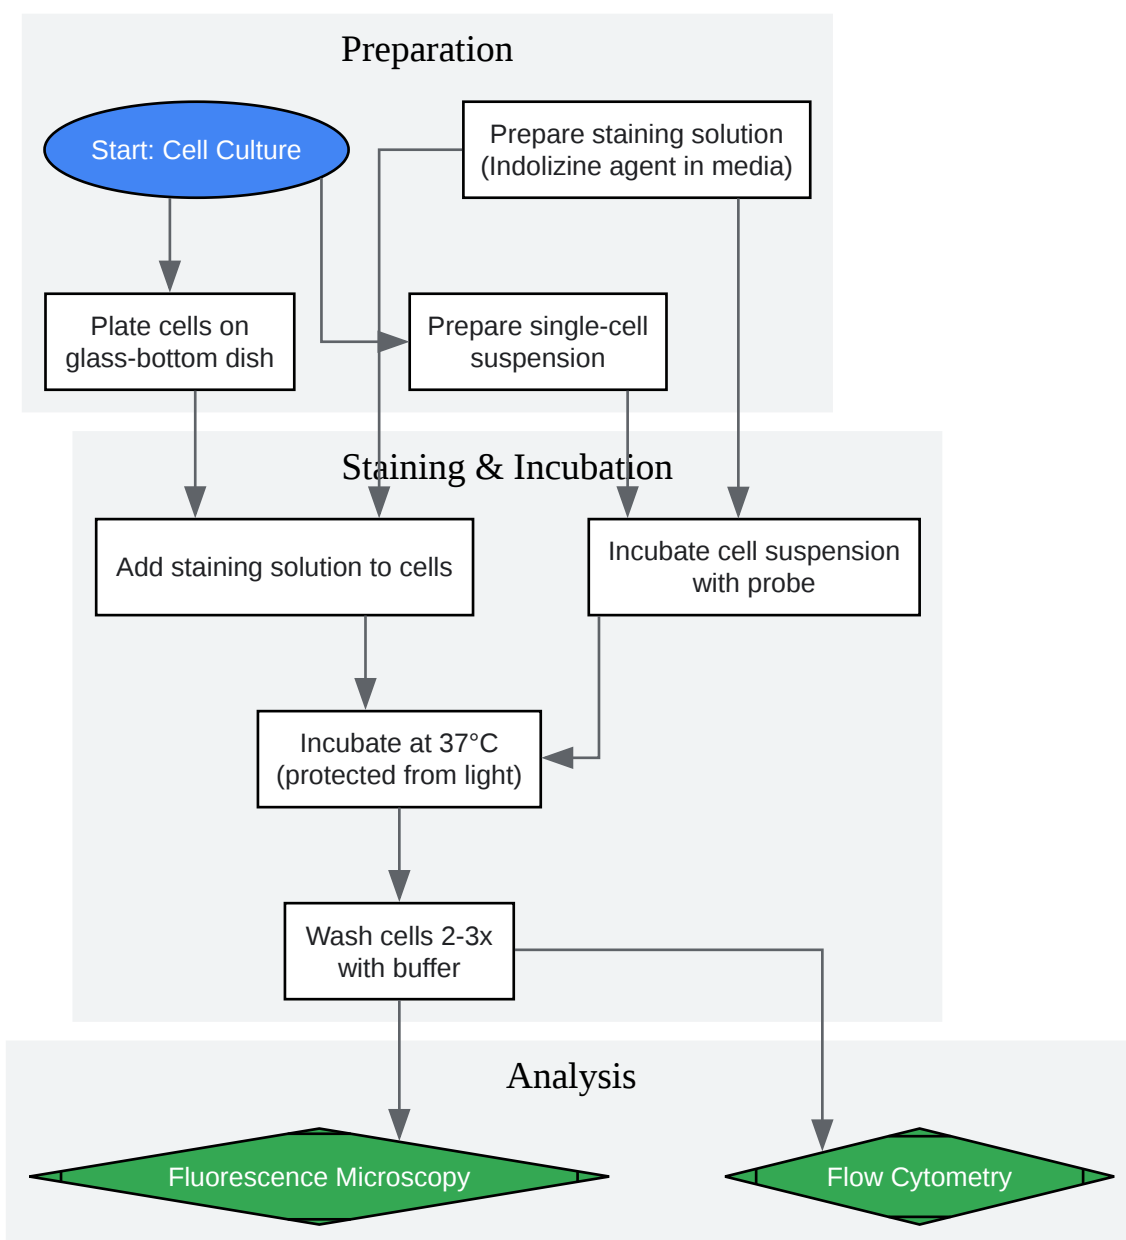 Preparation
Start: Cell Culture
Prepare staining solution
(Indolizine agent in media)
Plate cells on
glass-bottom dish
Prepare single-cell
suspension
Staining & Incubation
Add staining solution to cells
Incubate cell suspension
with probe
Incubate at 37°C
(protected from light)
Wash cells 2-3x
with buffer
Analysis
Fluorescence Microscopy
Flow Cytometry